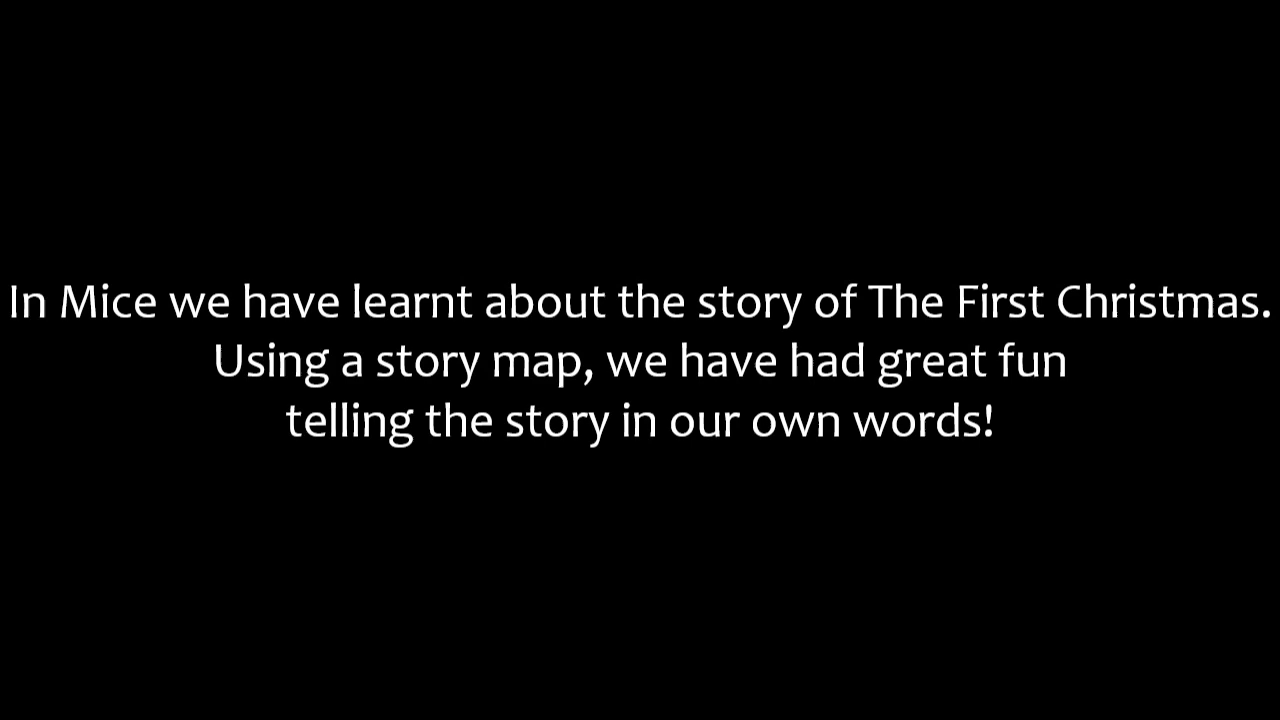 In Mice we have learnt about the story of The First Christmas.
Using a story map, we have had great fun
telling the story in our own words!